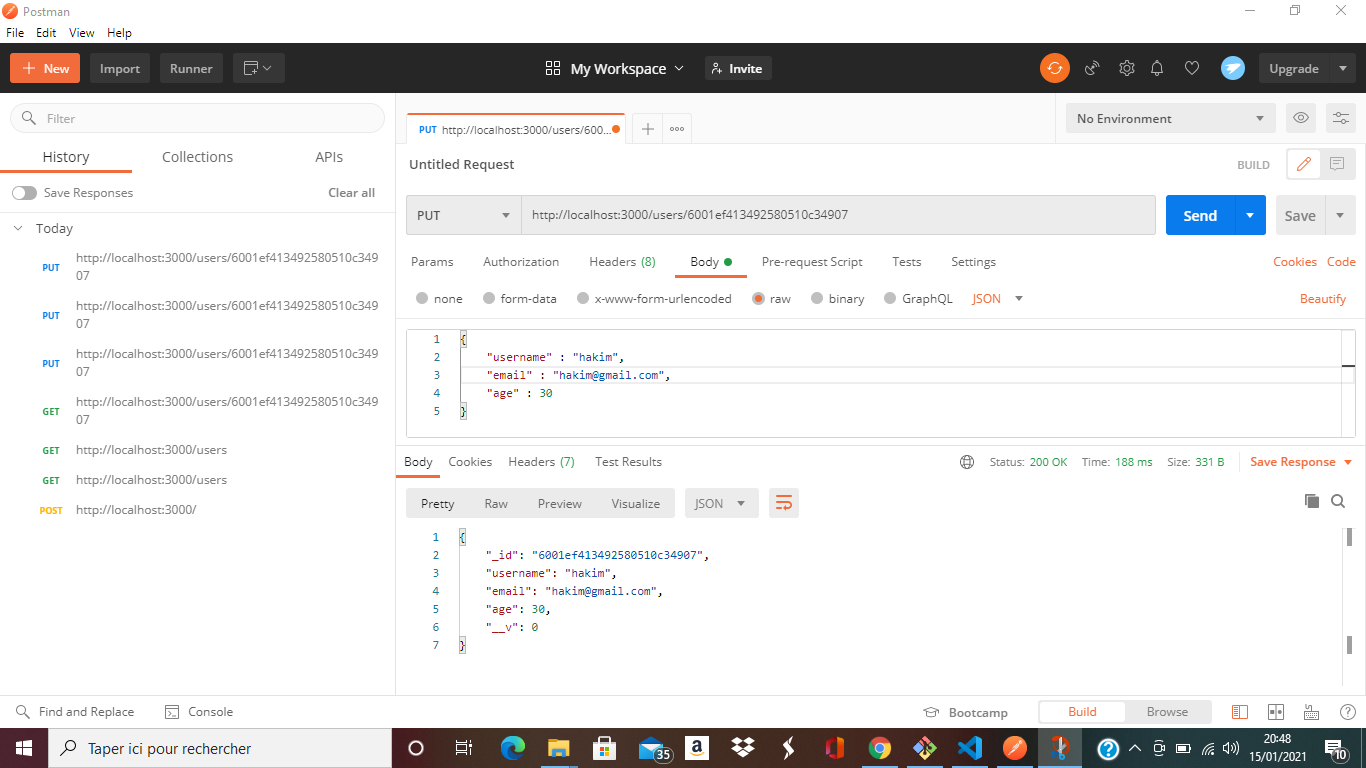 Postman
File Edit View Help
New Import Runner My Workspace Invite Upgrade
Filter
History Collections APIs
Save Responses Clear all
Today
PUT http://localhost:3000/users/6001ef413492580510c349
07
PUT http://localhost:3000/users/6001ef413492580510c349
07
PUT http://localhost:3000/users/6001ef413492580510c349
07
GET http://localhost:3000/users/6001ef413492580510c349
07
GET http://localhost:3000/users
GET http://localhost:3000/users
POST http://localhost:3000/
PUT http://localhost:3000/users/600...
No Environment
Untitled Request BUILD
PUT http://localhost:3000/users/6001ef413492580510c34907 Send Save
Params Authorization Headers (8) Body Pre-request Script Tests Settings Cookies Code
none form-data x-www-form-urlencoded raw binary GraphQL JSON Beautify
1 {
2 "username" : "hakim",
3 "email" : "hakim@gmail.com",
4 "age" : 30
5 }
Body Cookies Headers (7) Test Results Status: 200 OK Time: 188 ms Size: 331 B Save Response
Pretty Raw Preview Visualize JSON
1 {
2 "_id": "6001ef413492580510c34907",
3 "username": "hakim",
4 "email": "hakim@gmail.com",
5 "age": 30,
6 "__v": 0
7 }
Find and Replace Console Bootcamp Build Browse
Taper ici pour rechercher 35 20:48
15/01/2021 10